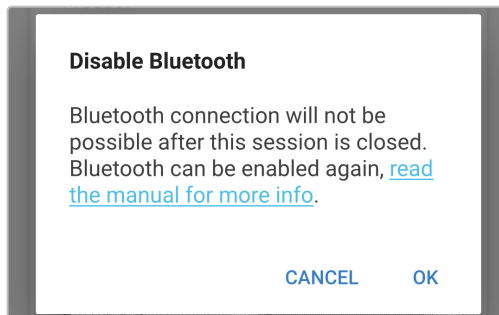 Disable Bluetooth
Bluetooth connection will not be
possible after this session is closed.
Bluetooth can be enabled again, read
the manual for more info.
CANCEL OK